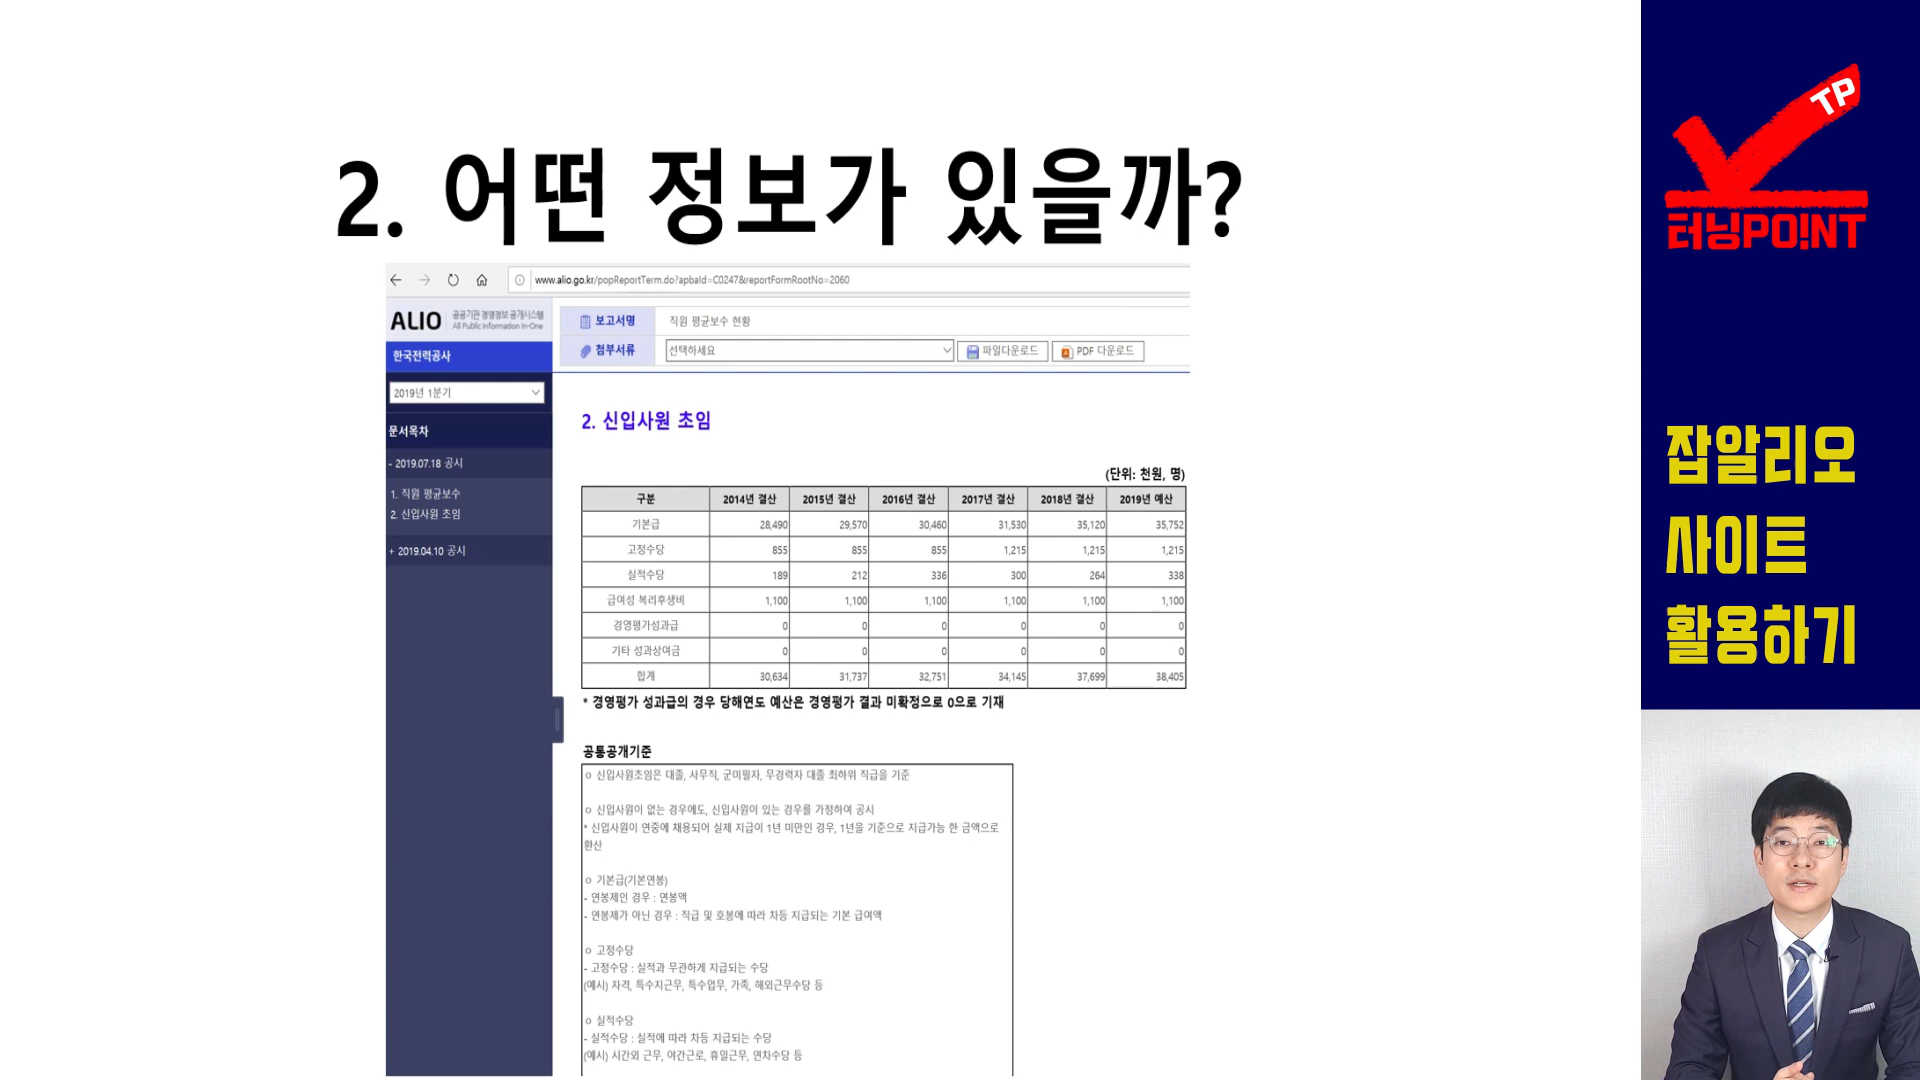 2. 어떤 정보가 있을까?
www.alio.go.kr/popReportTerm.do?apbaId=C0247&reportFormRootNo=2060
ALIO 공공기관 경영정보 공개시스템
All Public Information In-One
한국전력공사
2019년 1분기
문서목차
- 2019.07.18 공시
1. 직원 평균보수
2. 신입사원 초임
+ 2019.04.10 공시
보고서명 직원 평균보수 현황
첨부서류 선택하세요 파일다운로드 PDF 다운로드
2. 신입사원 초임
(단위: 천원, 명)
구분 2014년 결산 2015년 결산 2016년 결산 2017년 결산 2018년 결산 2019년 예산
기본급 28,490 29,570 30,460 31,530 35,120 35,752
고정수당 855 855 855 1,215 1,215 1,215
실적수당 189 212 336 300 264 338
급여성 복리후생비 1,100 1,100 1,100 1,100 1,100 1,100
경영평가성과급 0 0 0 0 0 0
기타 성과상여금 0 0 0 0 0 0
합계 30,634 31,737 32,751 34,145 37,699 38,405
* 경영평가 성과급의 경우 당해연도 예산은 경영평가 결과 미확정으로 0으로 기재
공통공개기준
ㅇ 신입사원초임은 대졸, 사무직, 군미필자, 무경력자 대졸 최하위 직급을 기준
ㅇ 신입사원이 없는 경우에도, 신입사원이 있는 경우를 가정하여 공시
* 신입사원이 연중에 채용되어 실제 지급이 1년 미만인 경우, 1년을 기준으로 지급가능 한 금액으로
환산
ㅇ 기본급(기본연봉)
- 연봉제인 경우 : 연봉액
- 연봉제가 아닌 경우 : 직급 및 호봉에 따라 차등 지급되는 기본 급여액
ㅇ 고정수당
- 고정수당 : 실적과 무관하게 지급되는 수당
(예시) 자격, 특수지근무, 특수업무, 가족, 해외근무수당 등
ㅇ 실적수당
- 실적수당 : 실적에 따라 차등 지급되는 수당
(예시) 시간외 근무, 야간근로, 휴일근무, 연차수당 등
TP
터닝PO!NT
잡알리오
사이트
활용하기